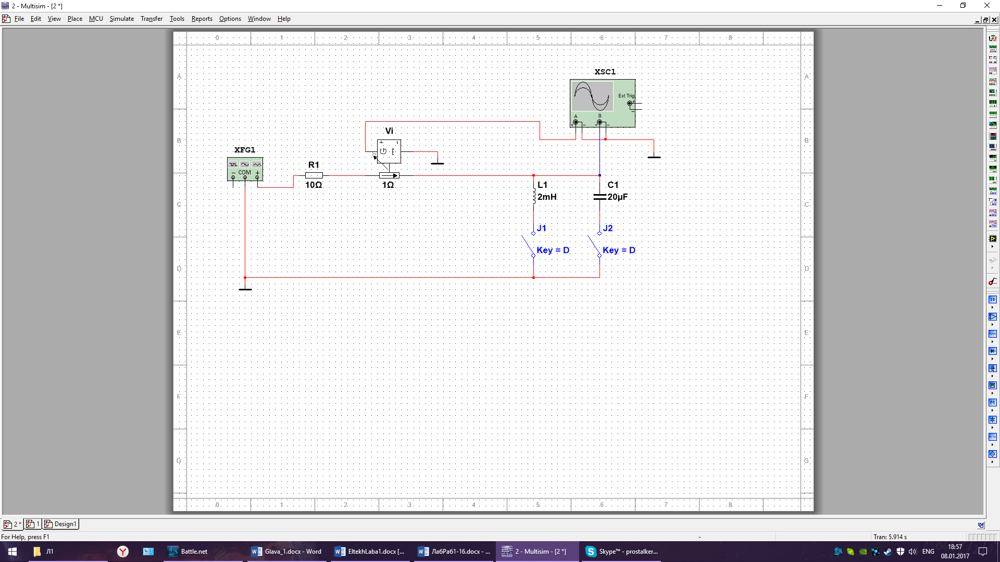 2 - Multisim - [2 *]
File Edit View Place MCU Simulate Transfer Tools Reports Options Window Help
0 1 2 3 4 5 6 7 8
A A
XSC1
Ext Trig
A B
B B
Vi
XFG1
COM
R1
10Ω
1Ω
L1
2mH
C1
20µF
C C
J1
Key = D
J2
Key = D
D D
E E
F F
G G
0 1 2 3 4 5 6 7 8
2 * 1 Design1
For Help, press F1
-
Tran: 5.914 s
Л1
Battle.net
Glava_1.docx - Word
EltekhLaba1.docx [...
ЛабРаб1-16.docx - ...
2 - Multisim - [2 *]
Skype™ - prostalker...
ENG
18:57
08.01.2017